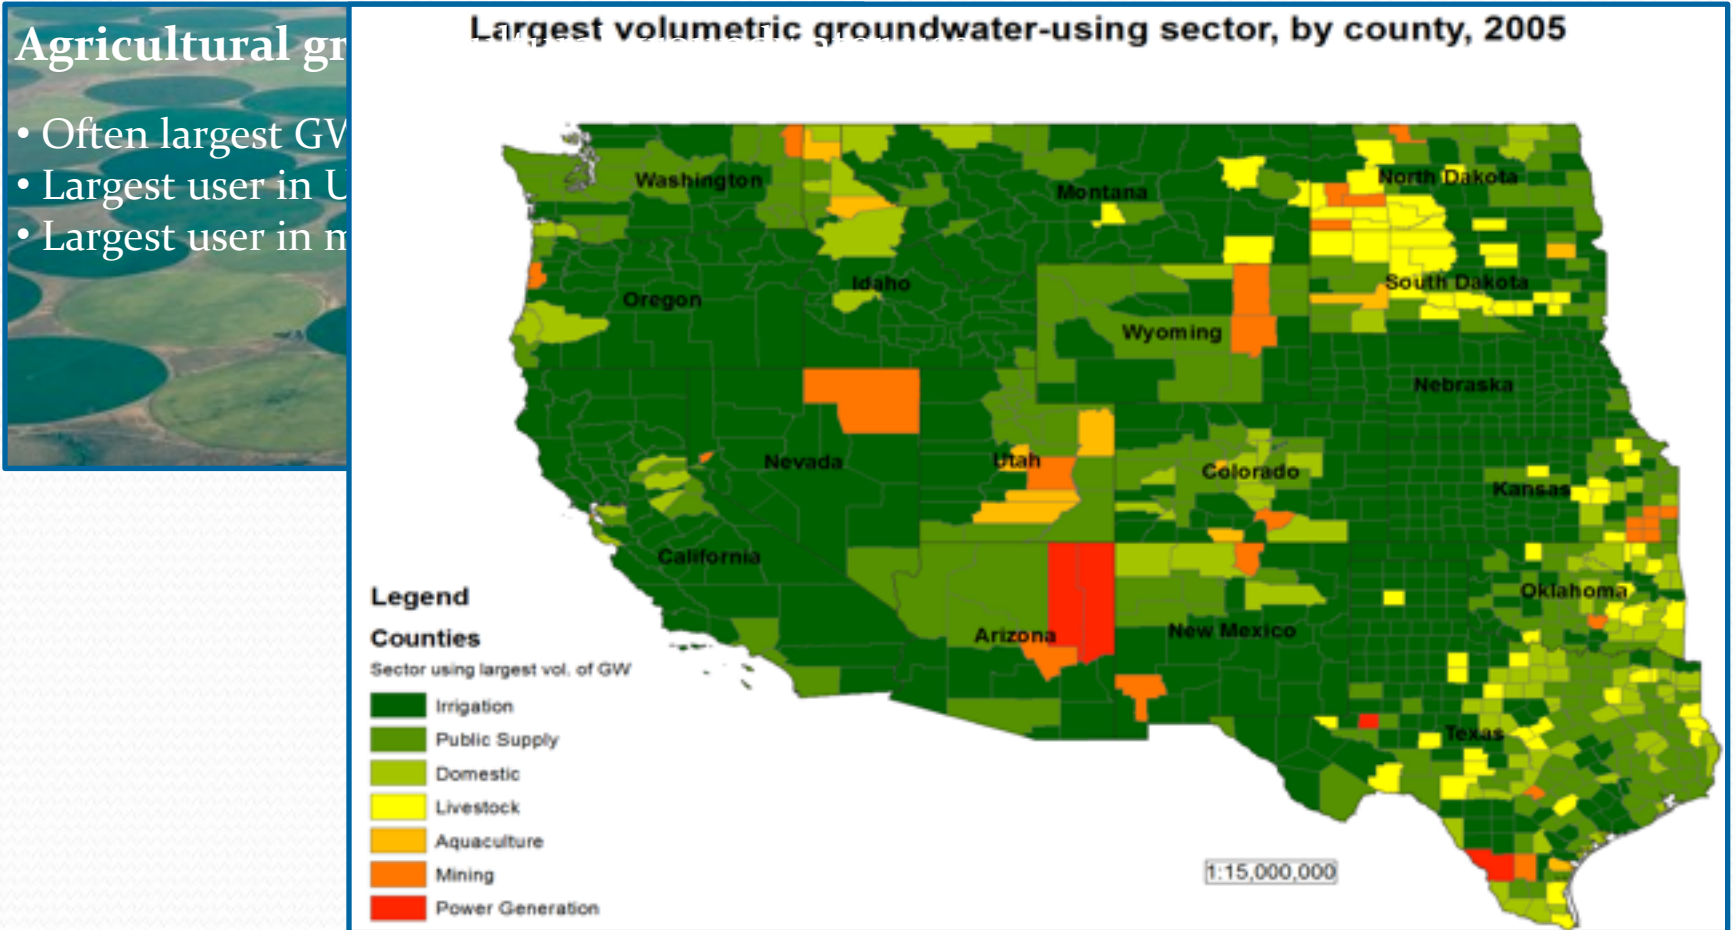 Agricultural gr
• Often largest GW
• Largest user in U
• Largest user in m
Largest volumetric groundwater-using sector, by county, 2005
Washington
Montana
North Dakota
Oregon
Idaho
South Dakota
Wyoming
Nebraska
Nevada
Utah
Colorado
Kansas
California
Oklahoma
Arizona
New Mexico
Texas
Legend
Counties
Sector using largest vol. of GW
Irrigation
Public Supply
Domestic
Livestock
Aquaculture
Mining
Power Generation
1:15,000,000